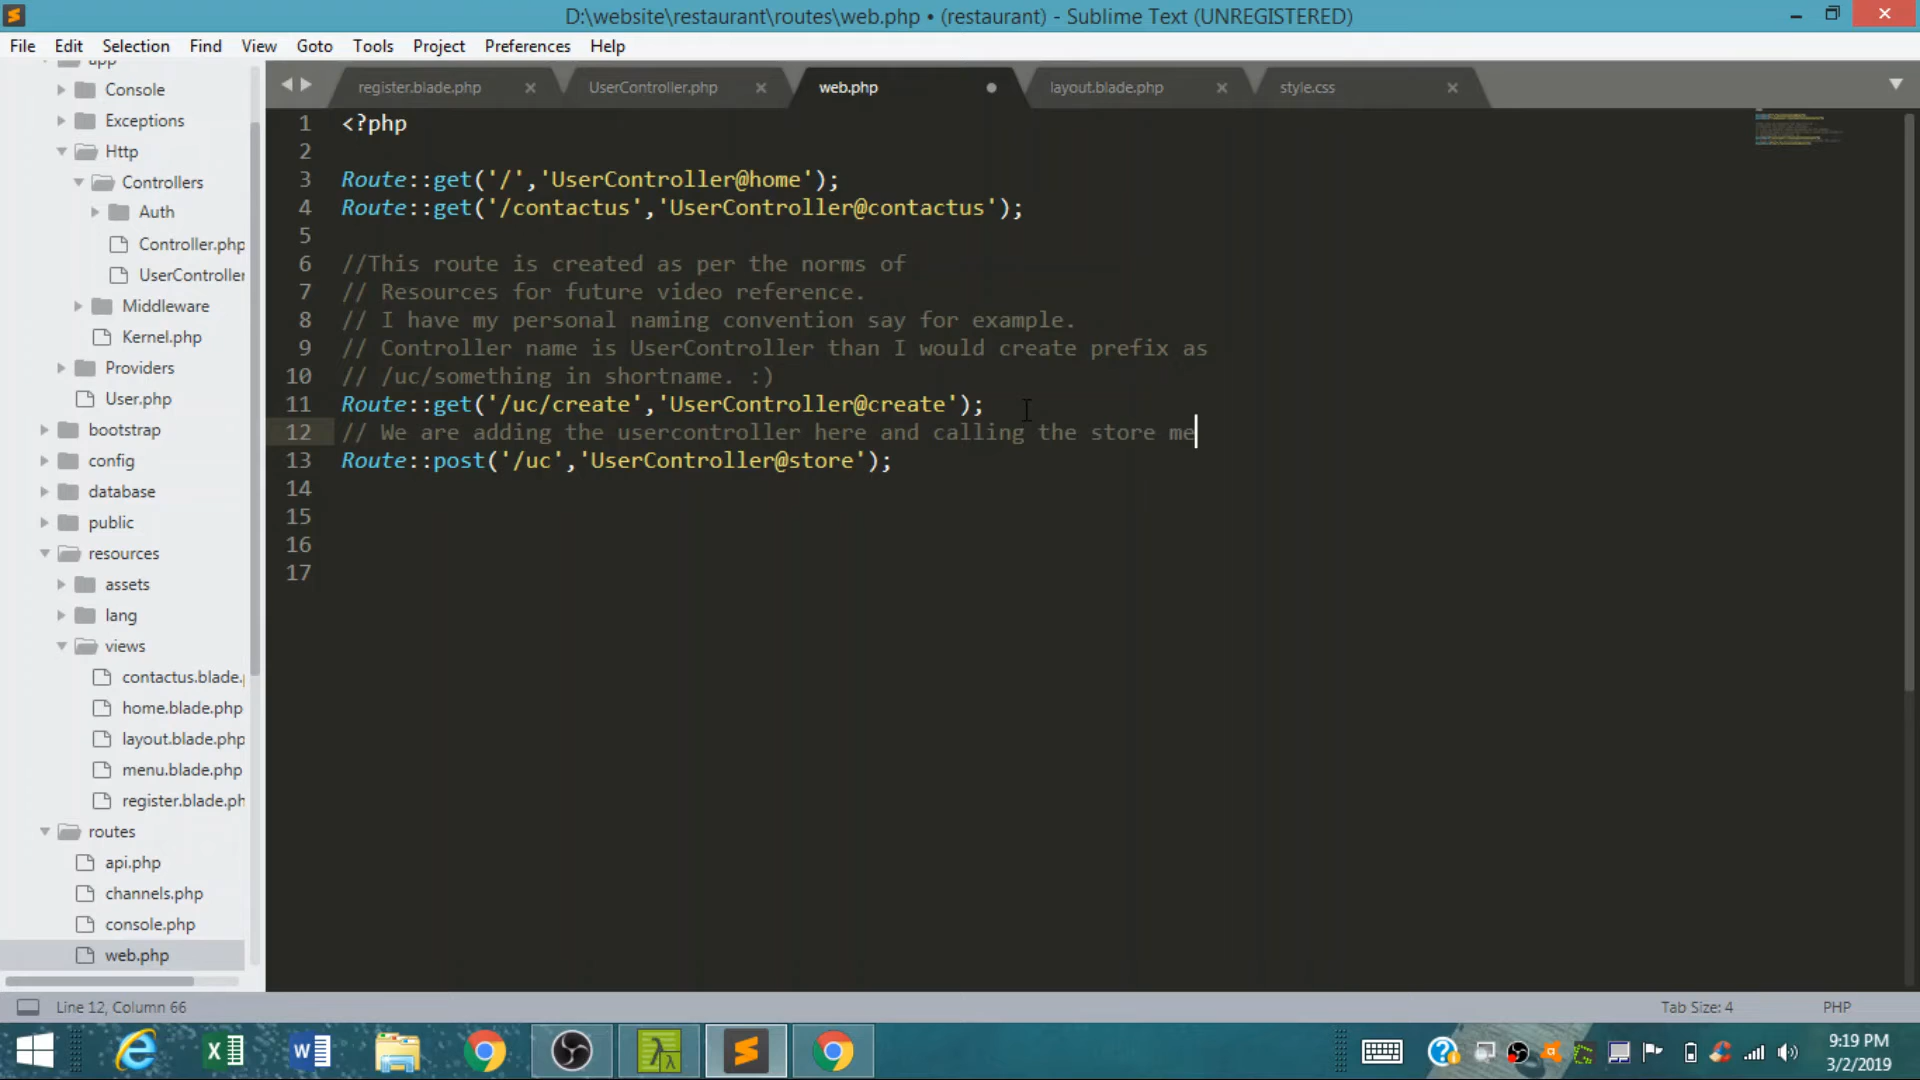 D:\website\restaurant\routes\web.php • (restaurant) - Sublime Text (UNREGISTERED)
File Edit Selection Find View Goto Tools Project Preferences Help
register.blade.php UserController.php web.php layout.blade.php style.css
app
Console
Exceptions
Http
Controllers
Auth
Controller.php
UserController
Middleware
Kernel.php
Providers
User.php
bootstrap
config
database
public
resources
assets
lang
views
contactus.blade.
home.blade.php
layout.blade.php
menu.blade.php
register.blade.ph
routes
api.php
channels.php
console.php
web.php
1 <?php
2
3 Route::get('/','UserController@home');
4 Route::get('/contactus','UserController@contactus');
5
6 //This route is created as per the norms of
7 // Resources for future video reference.
8 // I have my personal naming convention say for example.
9 // Controller name is UserController than I would create prefix as
10 // /uc/something in shortname. :)
11 Route::get('/uc/create','UserController@create');
12 // We are adding the usercontroller here and calling the store me
13 Route::post('/uc','UserController@store');
14
15
16
17
Line 12, Column 66 Tab Size: 4 PHP
9:19 PM
3/2/2019